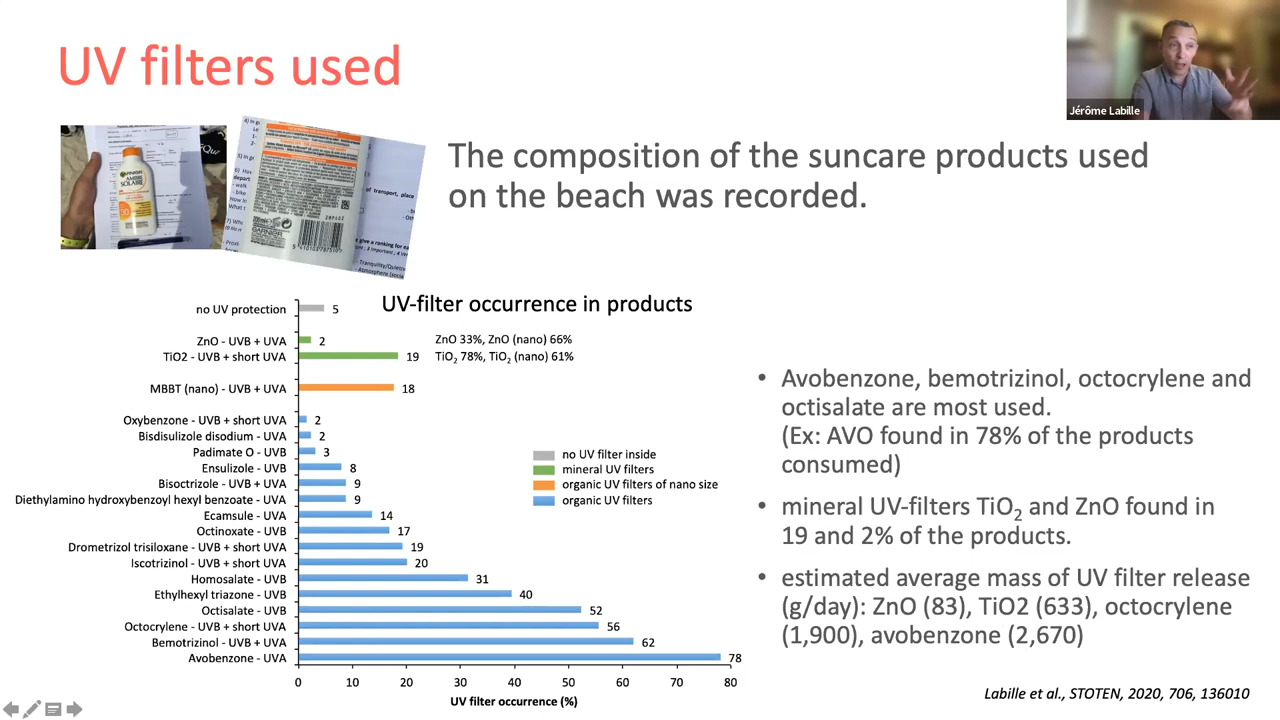 UV filters used
Jérôme Labille
GARNIER
AMBRE
SOLAIRE
The composition of the suncare products used
on the beach was recorded.
UV-filter occurrence in products
no UV protection
5
ZnO - UVB + UVA
2
ZnO 33%, ZnO (nano) 66%
TiO2 - UVB + short UVA
19
TiO₂ 78%, TiO₂ (nano) 61%
MBBT (nano) - UVB + UVA
18
Oxybenzone - UVB + short UVA
2
Bisdisulizole disodium - UVA
2
Padimate O - UVB
3
Ensulizole - UVB
8
Bisoctrizole - UVB + UVA
9
Diethylamino hydroxybenzoyl hexyl benzoate - UVA
9
Ecamsule - UVA
14
Octinoxate - UVB
17
Drometrizol trisiloxane - UVB + short UVA
19
Iscotrizinol - UVB + short UVA
20
Homosalate - UVB
31
Ethylhexyl triazone - UVB
40
Octisalate - UVB
52
Octocrylene - UVB + short UVA
56
Bemotrizinol - UVB + UVA
62
Avobenzone - UVA
78
0 10 20 30 40 50 60 70 80
UV filter occurrence (%)
no UV filter inside
mineral UV filters
organic UV filters of nano size
organic UV filters
• Avobenzone, bemotrizinol, octocrylene and
octisalate are most used.
(Ex: AVO found in 78% of the products
consumed)
• mineral UV-filters TiO₂ and ZnO found in
19 and 2% of the products.
• estimated average mass of UV filter release
(g/day): ZnO (83), TiO2 (633), octocrylene
(1,900), avobenzone (2,670)
Labille et al., STOTEN, 2020, 706, 136010